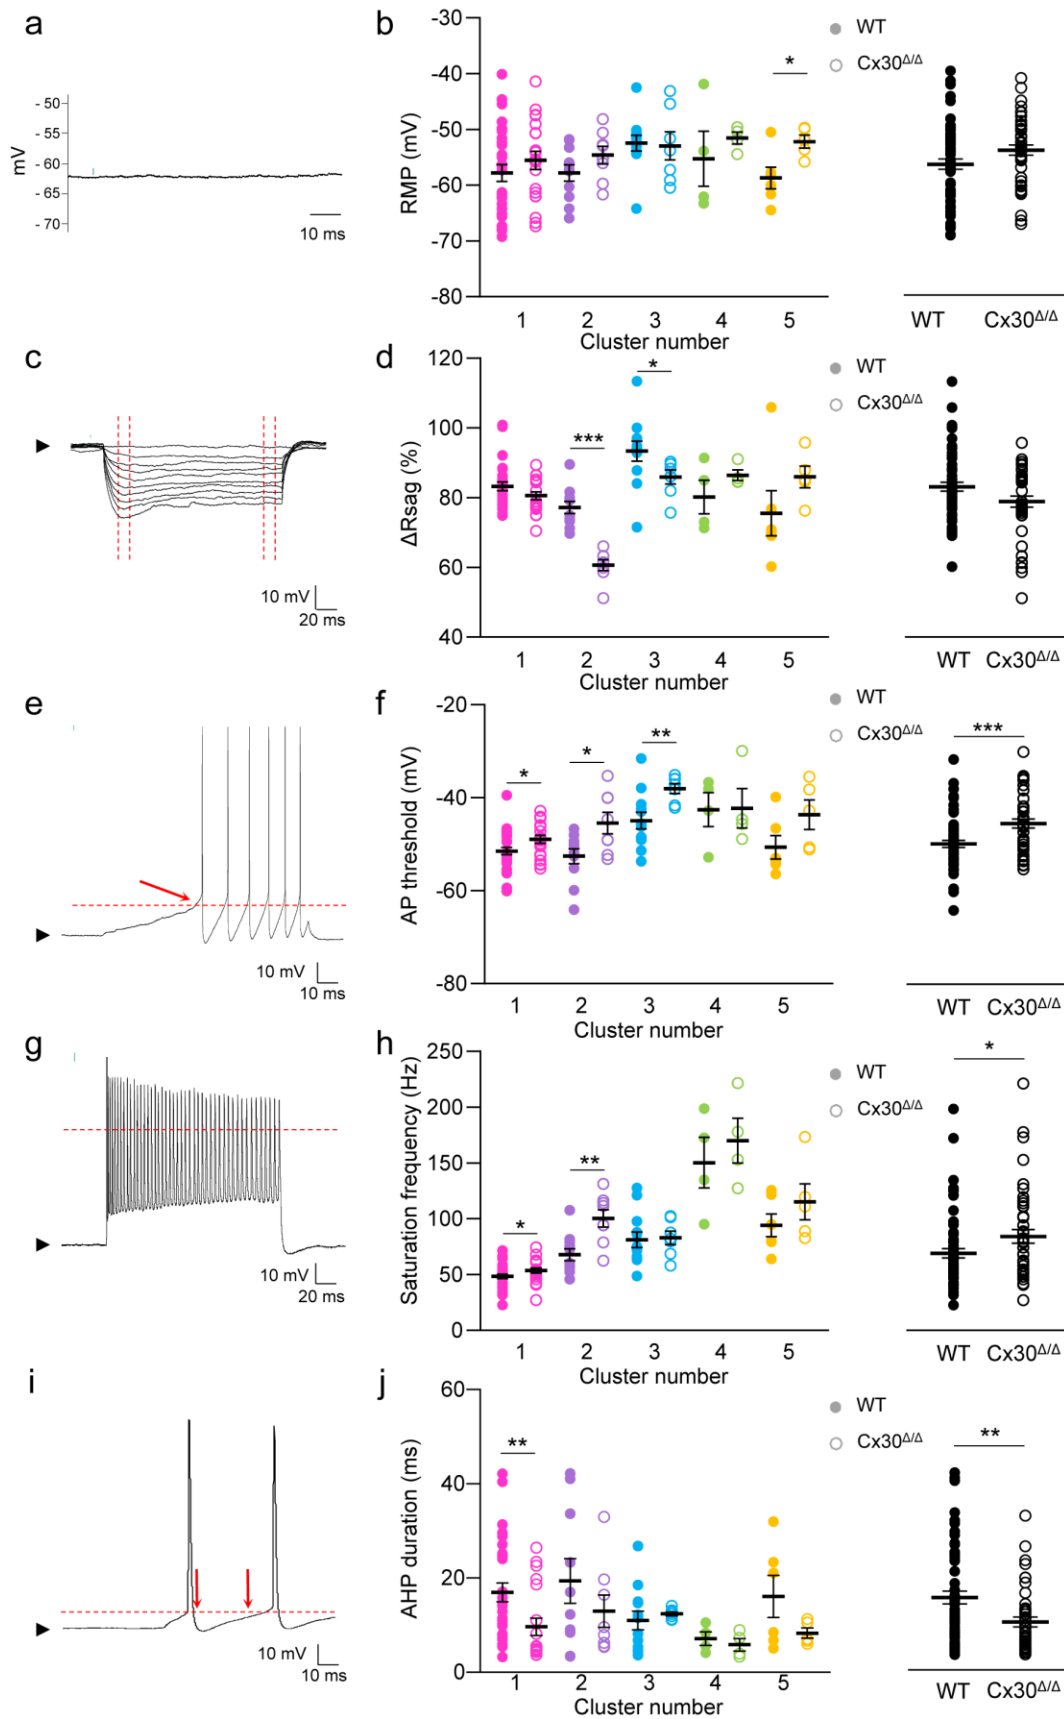 a
- 50
- 55
- 60
- 65
- 70
mV
10 ms
b
-30
-40
-50
-60
-70
-80
RMP (mV)
WT
Cx30Δ/Δ
*
1 2 3 4 5
Cluster number
WT Cx30Δ/Δ
c
10 mV
20 ms
d
120
100
80
60
40
ΔRsag (%)
WT
Cx30Δ/Δ
***
*
1 2 3 4 5
Cluster number
WT Cx30Δ/Δ
e
10 mV
10 ms
f
-20
-40
-60
-80
AP threshold (mV)
WT
Cx30Δ/Δ
* * **
***
1 2 3 4 5
Cluster number
WT Cx30Δ/Δ
g
10 mV
20 ms
h
250
200
150
100
50
0
Saturation frequency (Hz)
WT
Cx30Δ/Δ
* **
*
1 2 3 4 5
Cluster number
WT Cx30Δ/Δ
i
10 mV
10 ms
j
60
40
20
0
AHP duration (ms)
WT
Cx30Δ/Δ
**
**
1 2 3 4 5
Cluster number
WT Cx30Δ/Δ